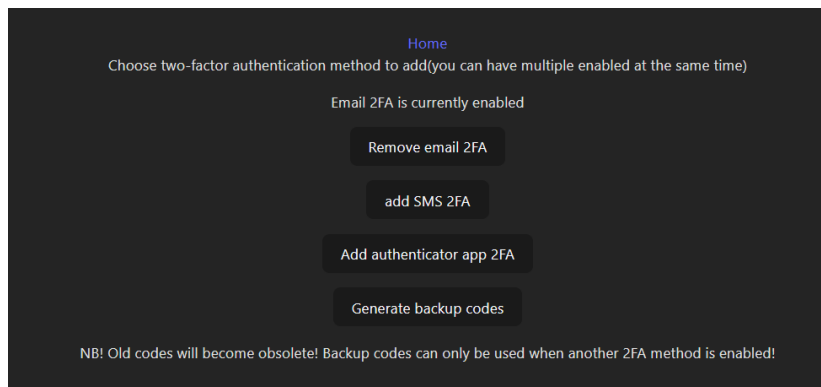 Home
Choose two-factor authentication method to add(you can have multiple enabled at the same time)
Email 2FA is currently enabled
Remove email 2FA
add SMS 2FA
Add authenticator app 2FA
Generate backup codes
NB! Old codes will become obsolete! Backup codes can only be used when another 2FA method is enabled!